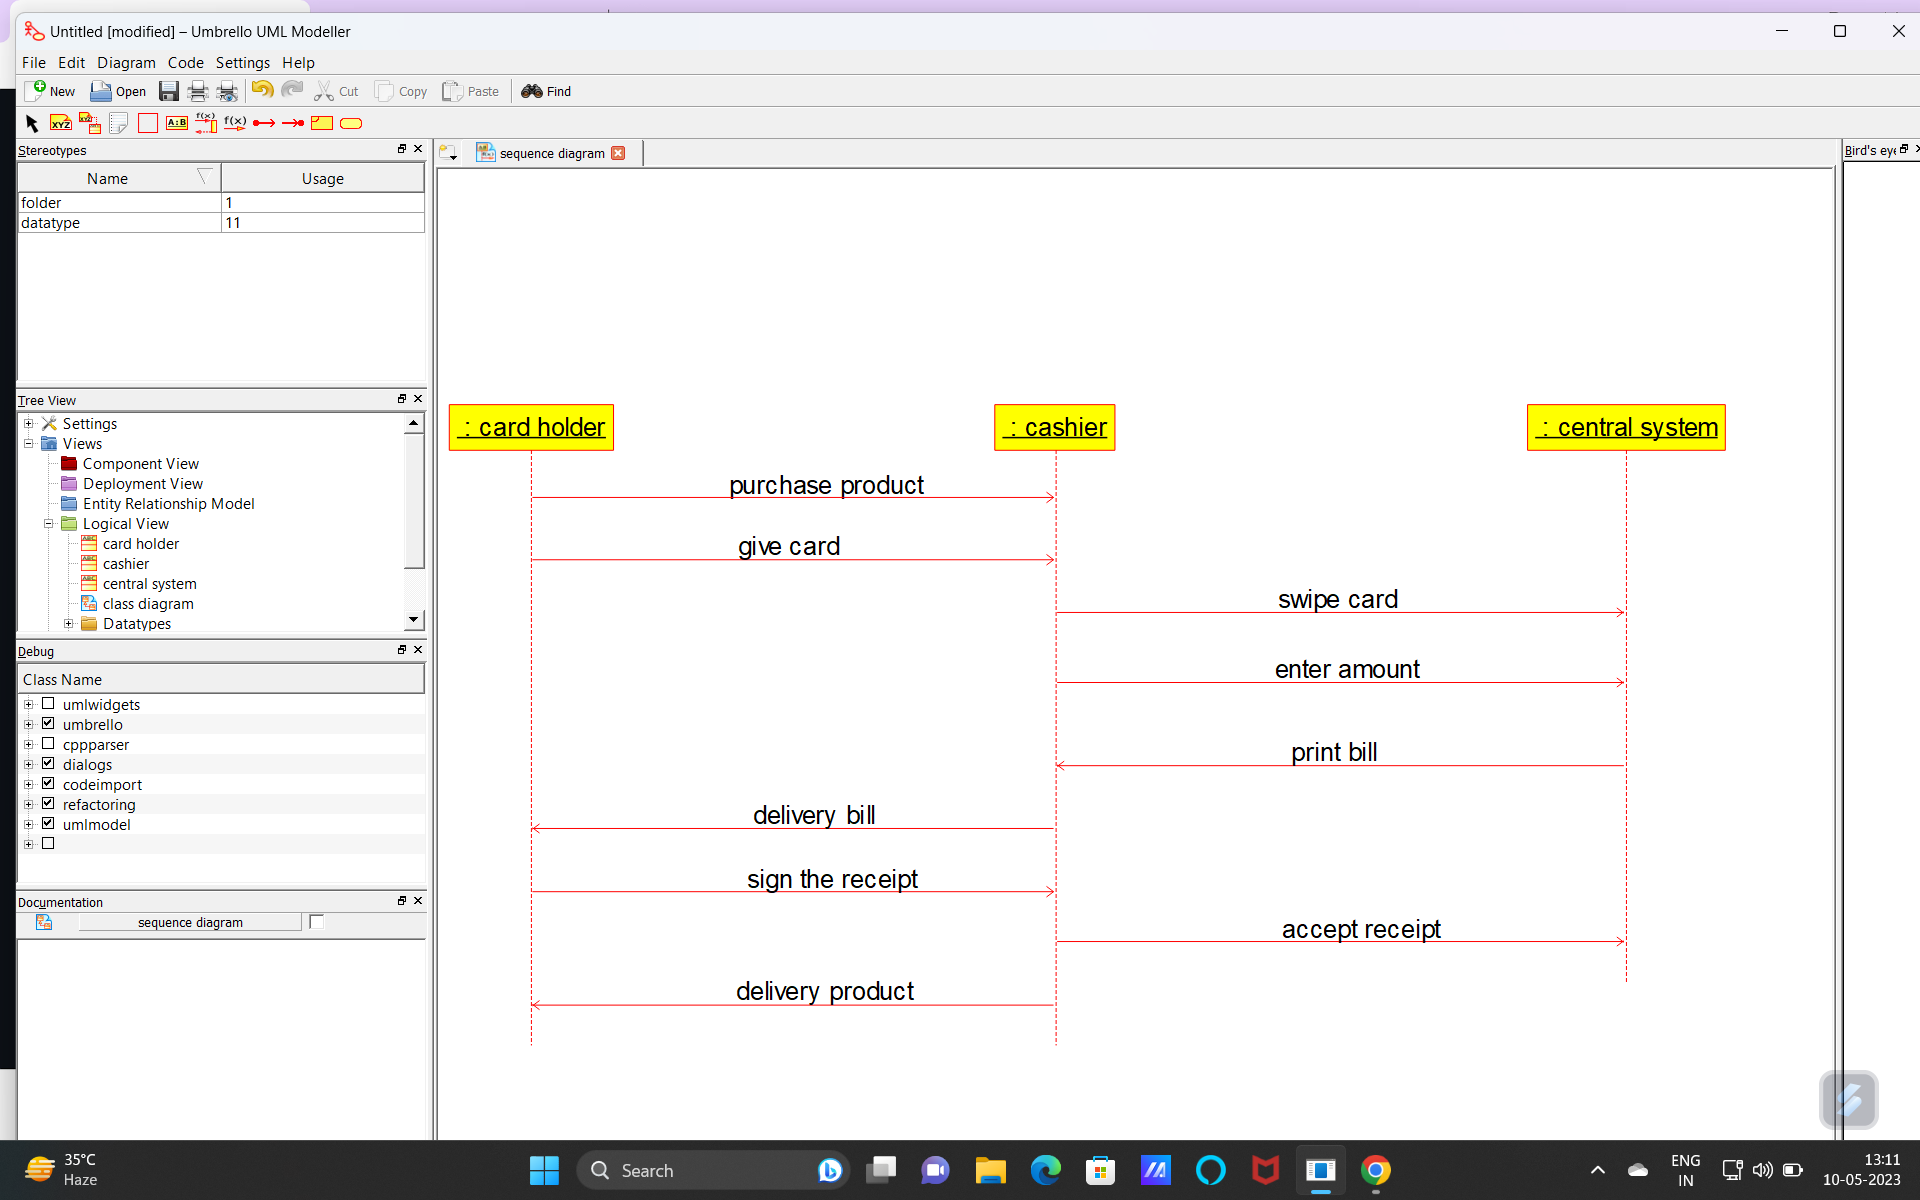 Untitled [modified] – Umbrello UML Modeller
File Edit Diagram Code Settings Help
New Open Cut Copy Paste Find
XYZ XYZ A:B f(x) f(x)
Stereotypes
Name Usage
folder 1
datatype 11
Tree View
Settings
Views
Component View
Deployment View
Entity Relationship Model
Logical View
card holder
cashier
central system
class diagram
Datatypes
Debug
Class Name
umlwidgets
umbrello
cppparser
dialogs
codeimport
refactoring
umlmodel
Documentation
sequence diagram
sequence diagram
Bird's eye
: card holder : cashier : central system
purchase product
give card
swipe card
enter amount
print bill
delivery bill
sign the receipt
accept receipt
delivery product
35°C
Haze
Search
ENG
IN
13:11
10-05-2023